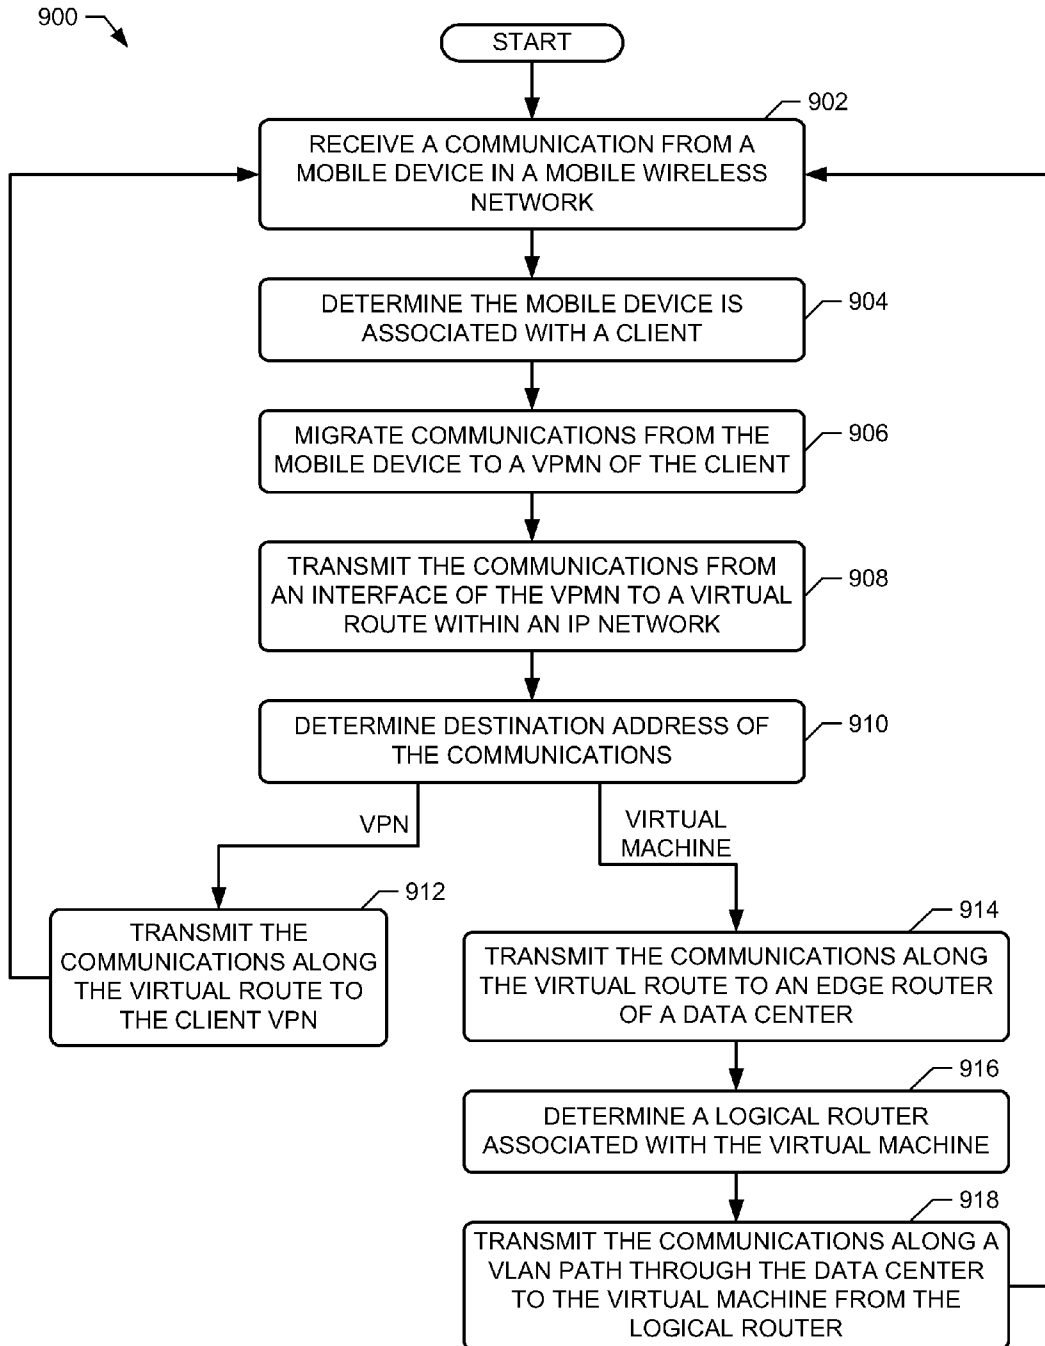 900
START
902
RECEIVE A COMMUNICATION FROM A
MOBILE DEVICE IN A MOBILE WIRELESS
NETWORK
DETERMINE THE MOBILE DEVICE IS
ASSOCIATED WITH A CLIENT
904
MIGRATE COMMUNICATIONS FROM THE
MOBILE DEVICE TO A VPMN OF THE CLIENT
906
TRANSMIT THE COMMUNICATIONS FROM
AN INTERFACE OF THE VPMN TO A VIRTUAL
ROUTE WITHIN AN IP NETWORK
908
DETERMINE DESTINATION ADDRESS OF
THE COMMUNICATIONS
910
VPN
VIRTUAL
MACHINE
912
TRANSMIT THE
COMMUNICATIONS ALONG
THE VIRTUAL ROUTE TO
THE CLIENT VPN
914
TRANSMIT THE COMMUNICATIONS ALONG
THE VIRTUAL ROUTE TO AN EDGE ROUTER
OF A DATA CENTER
916
DETERMINE A LOGICAL ROUTER
ASSOCIATED WITH THE VIRTUAL MACHINE
918
TRANSMIT THE COMMUNICATIONS ALONG A
VLAN PATH THROUGH THE DATA CENTER
TO THE VIRTUAL MACHINE FROM THE
LOGICAL ROUTER